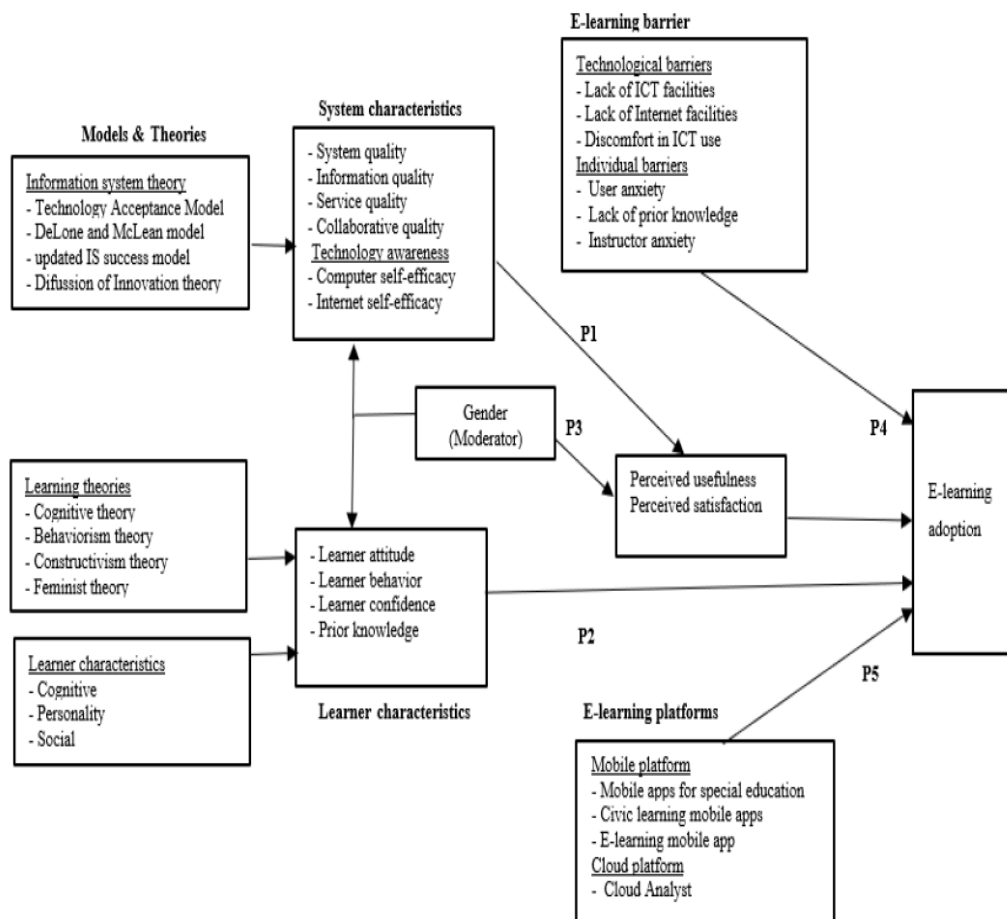 E-learning barrier
Technological barriers
- Lack of ICT facilities
- Lack of Internet facilities
- Discomfort in ICT use
Individual barriers
- User anxiety
- Lack of prior knowledge
- Instructor anxiety
System characteristics
- System quality
- Information quality
- Service quality
- Collaborative quality
Technology awareness
- Computer self-efficacy
- Internet self-efficacy
Models & Theories
Information system theory
- Technology Acceptance Model
- DeLone and McLean model
- updated IS success model
- Difussion of Innovation theory
P1
Gender
(Moderator)
P3
P4
Perceived usefulness
Perceived satisfaction
E-learning
adoption
Learning theories
- Cognitive theory
- Behaviorism theory
- Constructivism theory
- Feminist theory
- Learner attitude
- Learner behavior
- Learner confidence
- Prior knowledge
Learner characteristics
P2
P5
Learner characteristics
- Cognitive
- Personality
- Social
E-learning platforms
Mobile platform
- Mobile apps for special education
- Civic learning mobile apps
- E-learning mobile app
Cloud platform
- Cloud Analyst